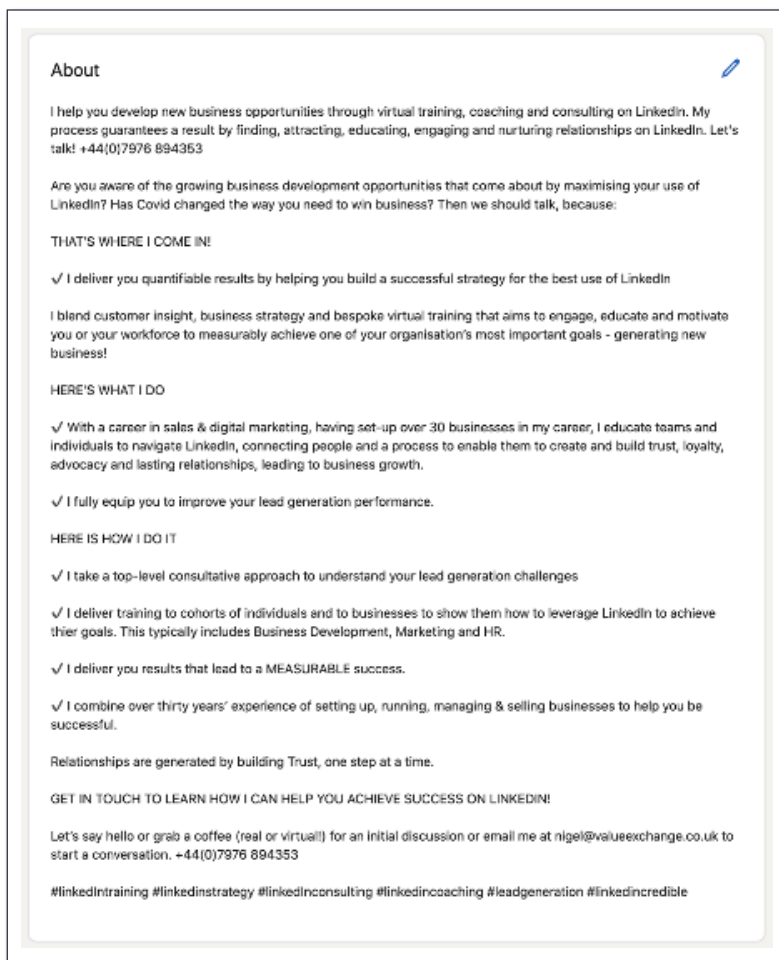 About
I help you develop new business opportunities through virtual training, coaching and consulting on LinkedIn. My
process guarantees a result by finding, attracting, educating, engaging and nurturing relationships on LinkedIn. Let's
talk! +44(0)7976 894353
Are you aware of the growing business development opportunities that come about by maximising your use of
LinkedIn? Has Covid changed the way you need to win business? Then we should talk, because:
THAT'S WHERE I COME IN!
✓ I deliver you quantifiable results by helping you build a successful strategy for the best use of LinkedIn
I blend customer insight, business strategy and bespoke virtual training that aims to engage, educate and motivate
you or your workforce to measurably achieve one of your organisation's most important goals - generating new
business!
HERE'S WHAT I DO
✓ With a career in sales & digital marketing, having set-up over 30 businesses in my career, I educate teams and
individuals to navigate LinkedIn, connecting people and a process to enable them to create and build trust, loyalty,
advocacy and lasting relationships, leading to business growth.
✓ I fully equip you to improve your lead generation performance.
HERE IS HOW I DO IT
✓ I take a top-level consultative approach to understand your lead generation challenges
✓ I deliver training to cohorts of individuals and to businesses to show them how to leverage LinkedIn to achieve
thier goals. This typically includes Business Development, Marketing and HR.
✓ I deliver you results that lead to a MEASURABLE success.
✓ I combine over thirty years' experience of setting up, running, managing & selling businesses to help you be
successful.
Relationships are generated by building Trust, one step at a time.
GET IN TOUCH TO LEARN HOW I CAN HELP YOU ACHIEVE SUCCESS ON LINKEDIN!
Let's say hello or grab a coffee (real or virtual!) for an initial discussion or email me at nigel@valueexchange.co.uk to
start a conversation. +44(0)7976 894353
#linkedintraining #linkedinstrategy #linkedinconsulting #linkedincoaching #leadgeneration #linkedincredible